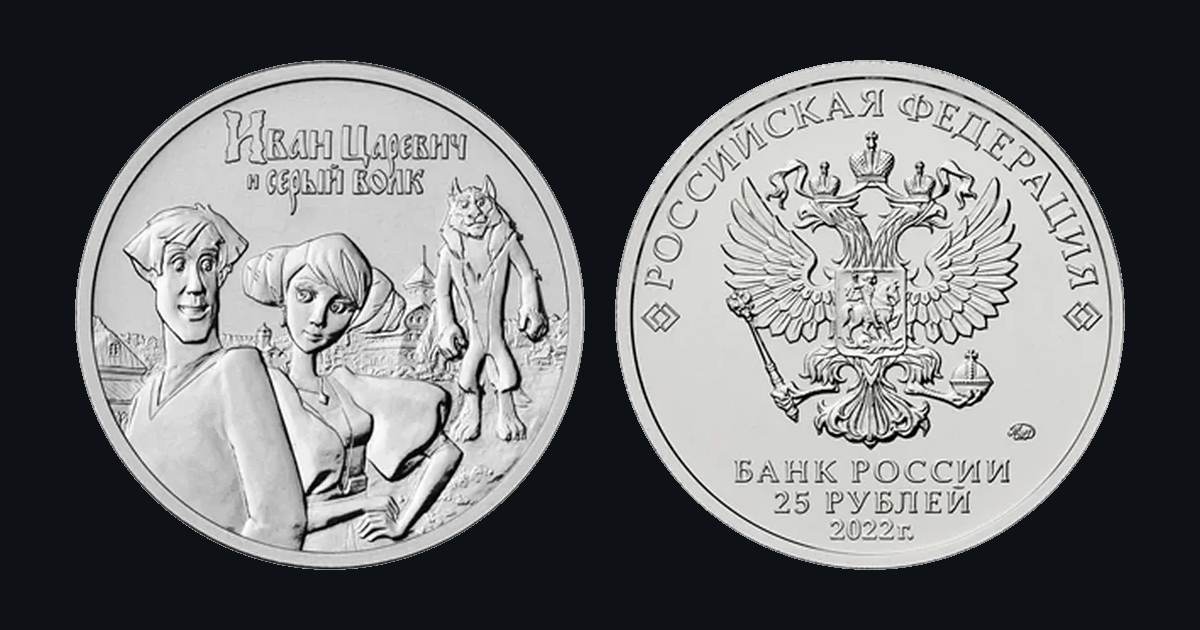 Иван Царевич
и серый волк
РОССИЙСКАЯ ФЕДЕРАЦИЯ
БАНК РОССИИ
25 РУБЛЕЙ
2022 г.